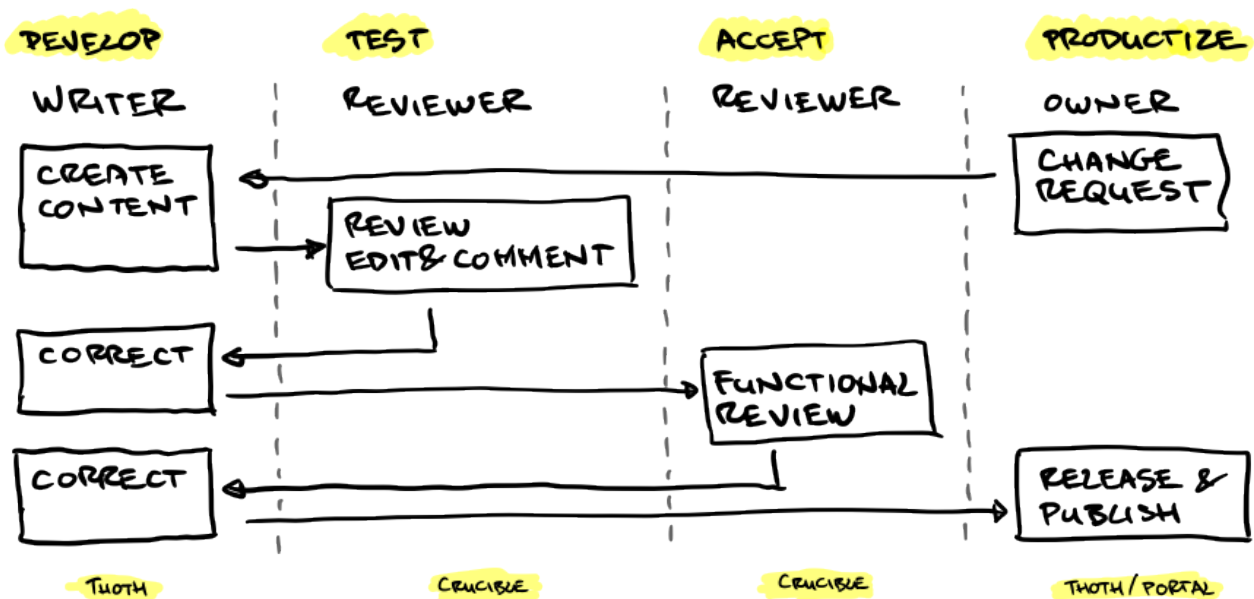 DEVELOP TEST ACCEPT PRODUCTIZE
WRITER REVIEWER REVIEWER OWNER
CREATE
CONTENT
CHANGE
REQUEST
REVIEW
EDIT & COMMENT
CORRECT
FUNCTIONAL
REVIEW
CORRECT
RELEASE &
PUBLISH
THOTH CRUCIBLE CRUCIBLE THOTH / PORTAL